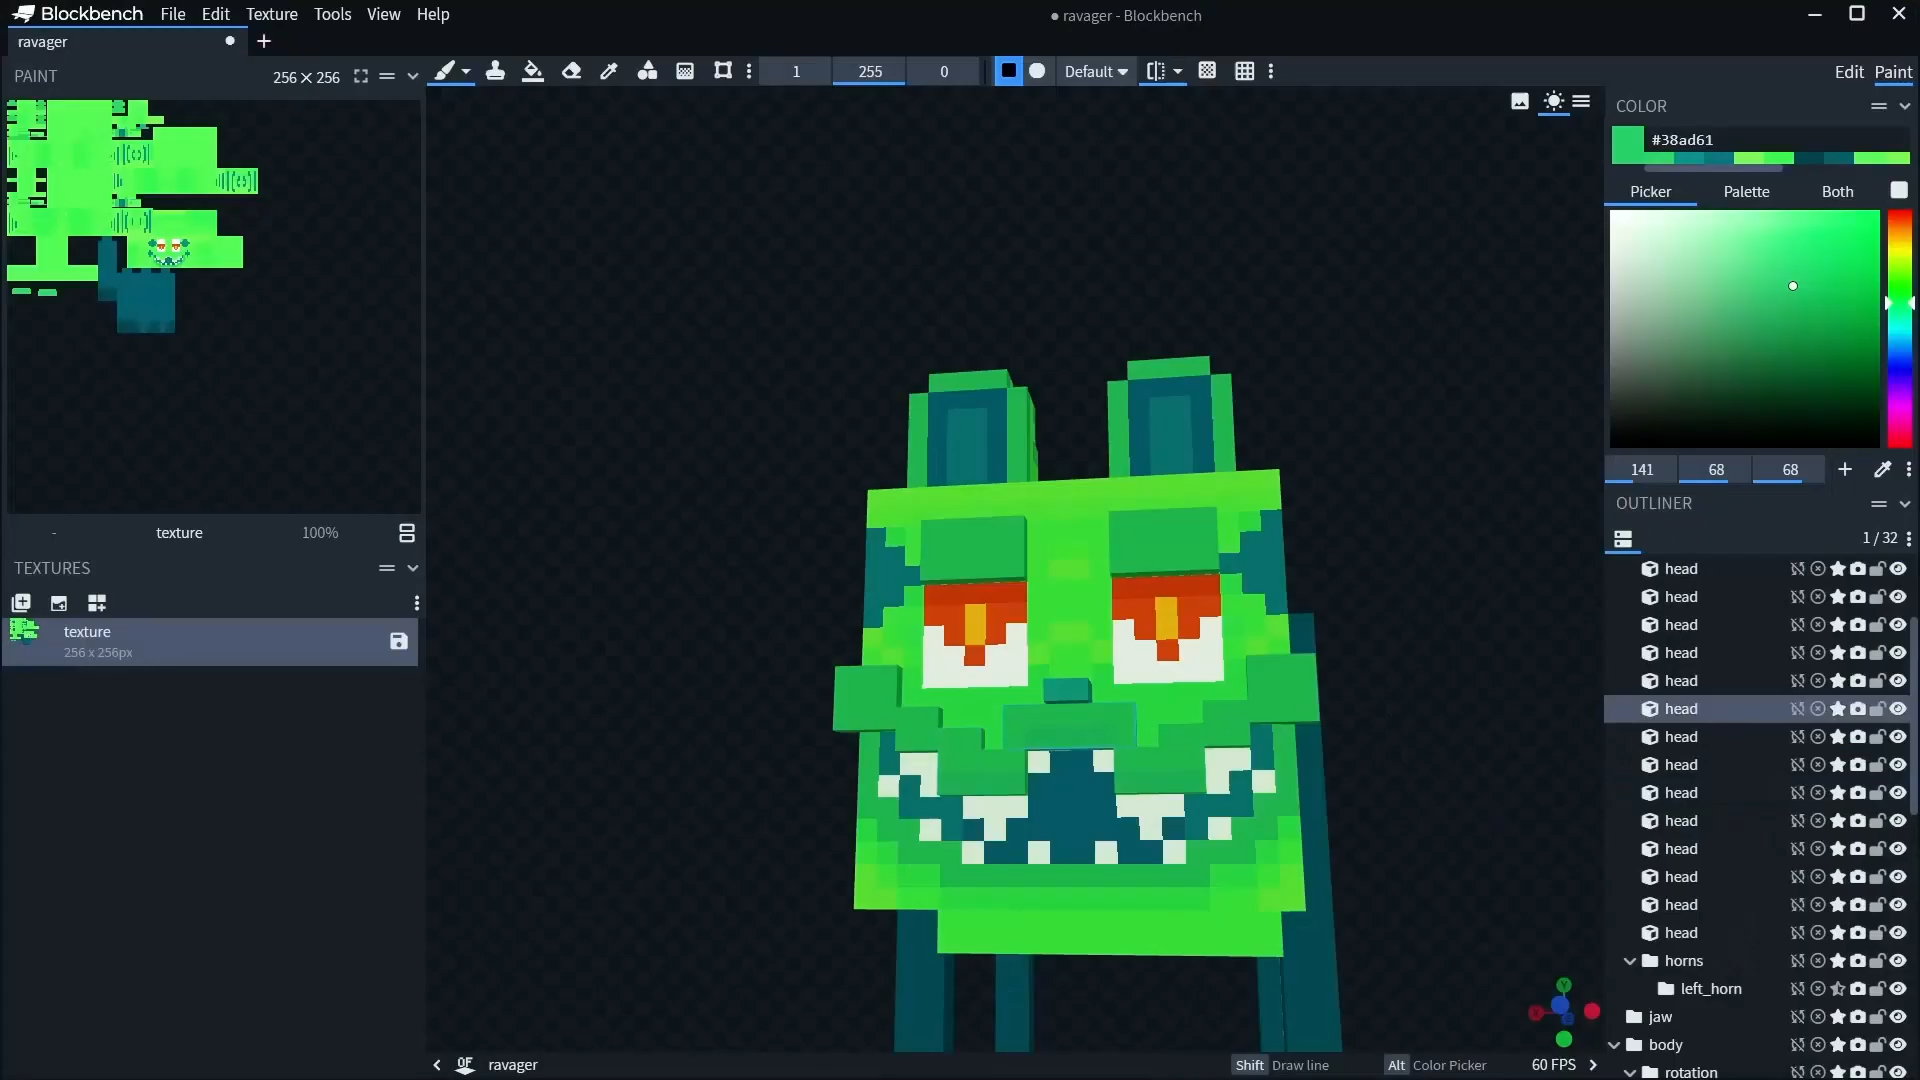 Blockbench File Edit Texture Tools View Help
ravager - Blockbench
ravager
PAINT 256 × 256
1 255 0 Default
Edit Paint
COLOR
#38ad61
Picker Palette Both
141 68 68
OUTLINER
1 / 32
- texture 100%
TEXTURES
texture
256 x 256px
head
head
head
head
head
head
head
head
head
head
head
head
head
head
horns
left_horn
jaw
body
rotation
ravager
Shift Draw line Alt Color Picker 60 FPS